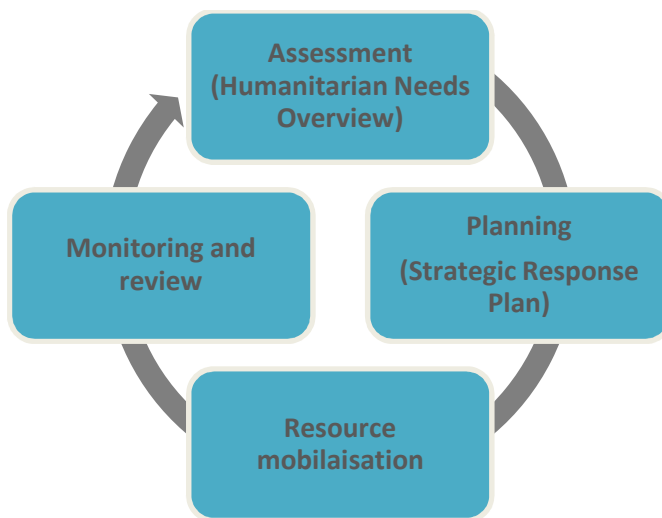 Assessment
(Humanitarian Needs
Overview)
Planning
(Strategic Response
Plan)
Resource
mobilaisation
Monitoring and
review